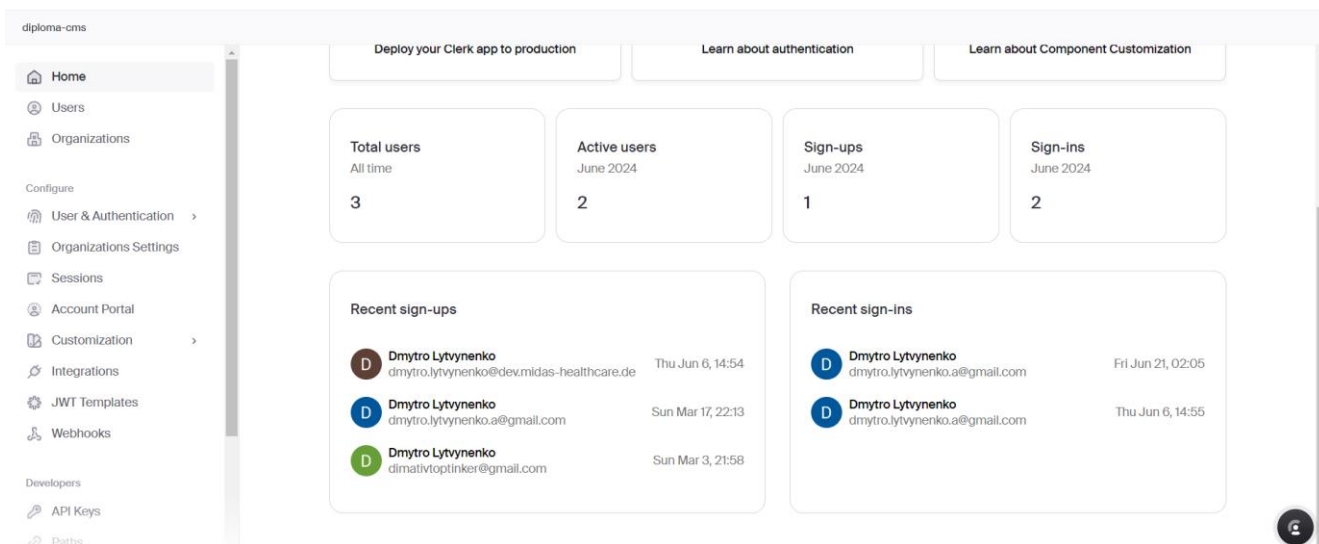 diploma-cms
Home
Users
Organizations
Configure
User & Authentication
Organizations Settings
Sessions
Account Portal
Customization
Integrations
JWT Templates
Webhooks
Developers
API Keys
Paths
Deploy your Clerk app to production
Learn about authentication
Learn about Component Customization
Total users
All time
3
Active users
June 2024
2
Sign-ups
June 2024
1
Sign-ins
June 2024
2
Recent sign-ups
D
Dmytro Lytvynenko
dmytro.lytvynenko@dev.midas-healthcare.de
Thu Jun 6, 14:54
D
Dmytro Lytvynenko
dmytro.lytvynenko.a@gmail.com
Sun Mar 17, 22:13
D
Dmytro Lytvynenko
dimativtoptinker@gmail.com
Sun Mar 3, 21:58
Recent sign-ins
D
Dmytro Lytvynenko
dmytro.lytvynenko.a@gmail.com
Fri Jun 21, 02:05
D
Dmytro Lytvynenko
dmytro.lytvynenko.a@gmail.com
Thu Jun 6, 14:55